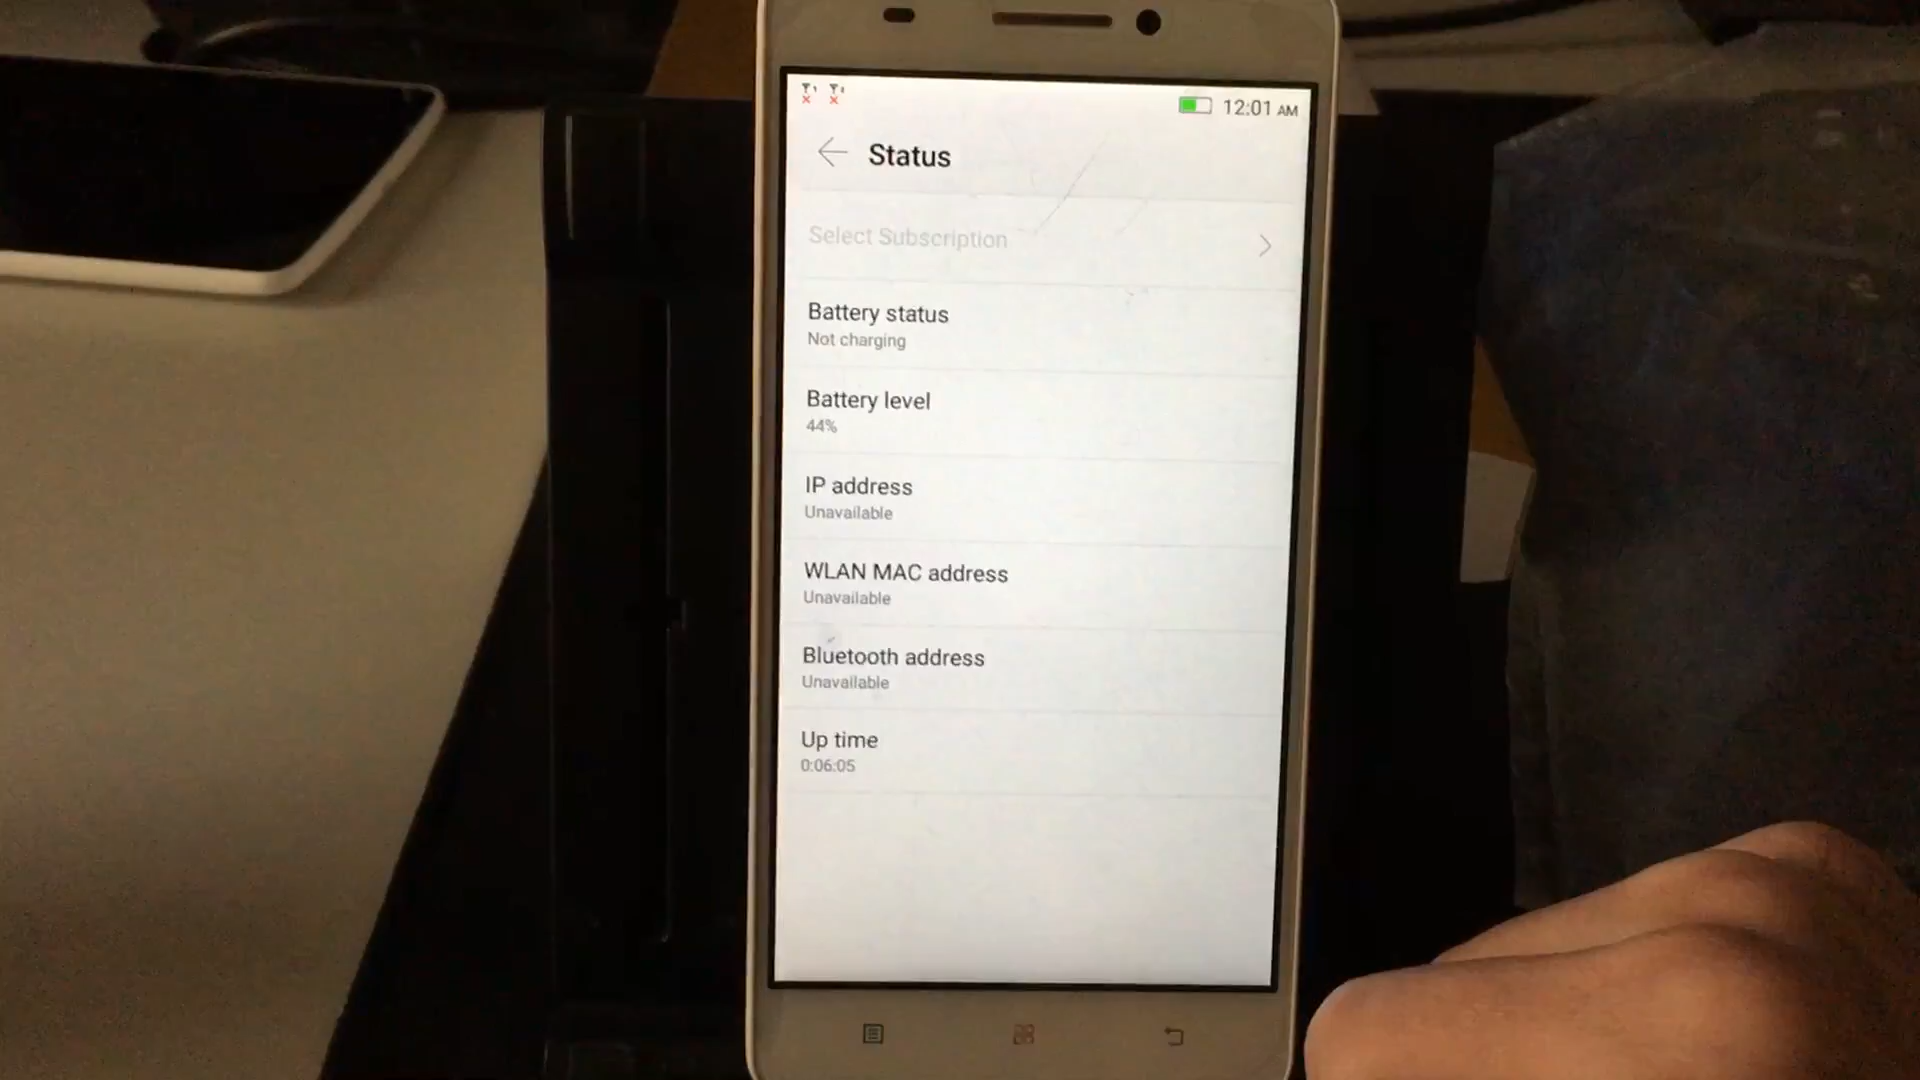 12:01 AM
Status
Select Subscription
Battery status
Not charging
Battery level
44%
IP address
Unavailable
WLAN MAC address
Unavailable
Bluetooth address
Unavailable
Up time
0:06:05